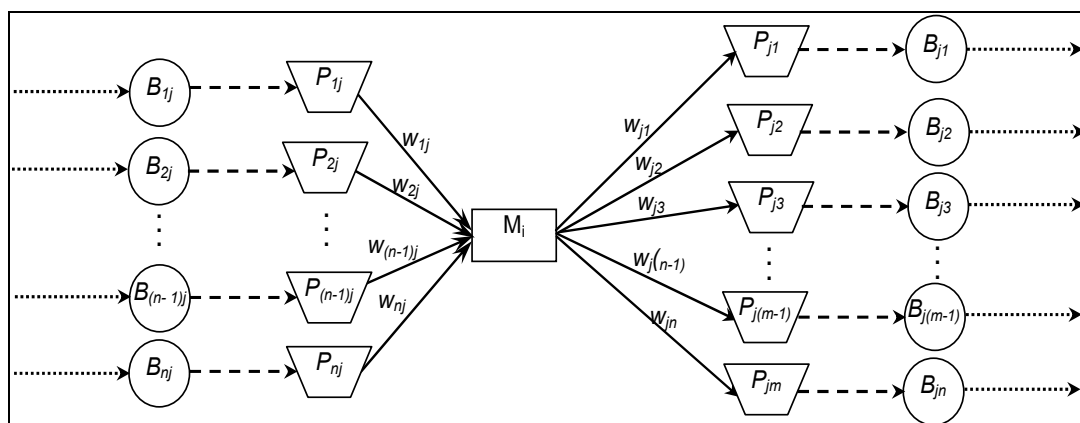 B1j
P1j
w1j
B2j
P2j
w2j
B(n-1)j
P(n-1)j
w(n-1)j
Bnj
Pnj
wnj
Mi
wj1
Pj1
Bj1
wj2
Pj2
Bj2
wj3
Pj3
Bj3
wj(n-1)
Pj(m-1)
Bj(m-1)
wjn
Pjm
Bjn